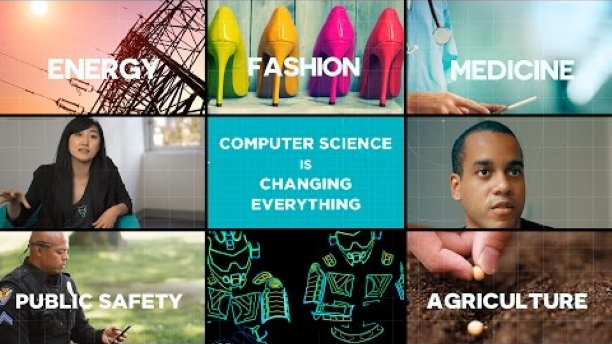 ENERGY
FASHION
MEDICINE
COMPUTER SCIENCE
IS
CHANGING
EVERYTHING
PUBLIC SAFETY
AGRICULTURE